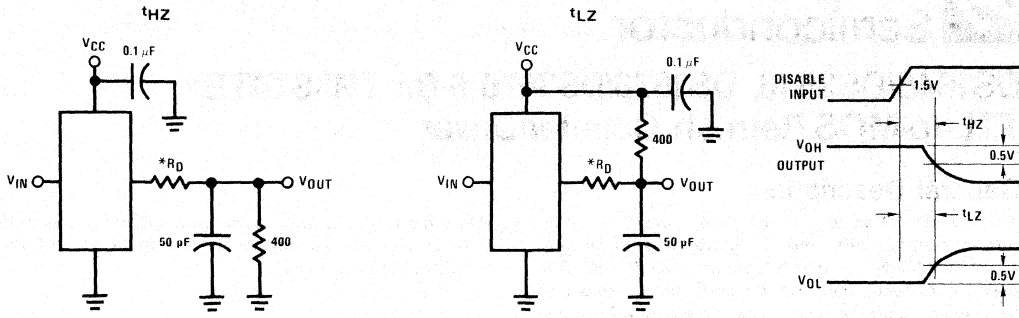 tHZ
VCC
0.1 µF
VIN
*RD
VOUT
50 pF
400
tLZ
VCC
0.1 µF
400
VIN
*RD
VOUT
50 pF
DISABLE
INPUT
1.5V
tHZ
VOH
OUTPUT
0.5V
tLZ
VOL
0.5V